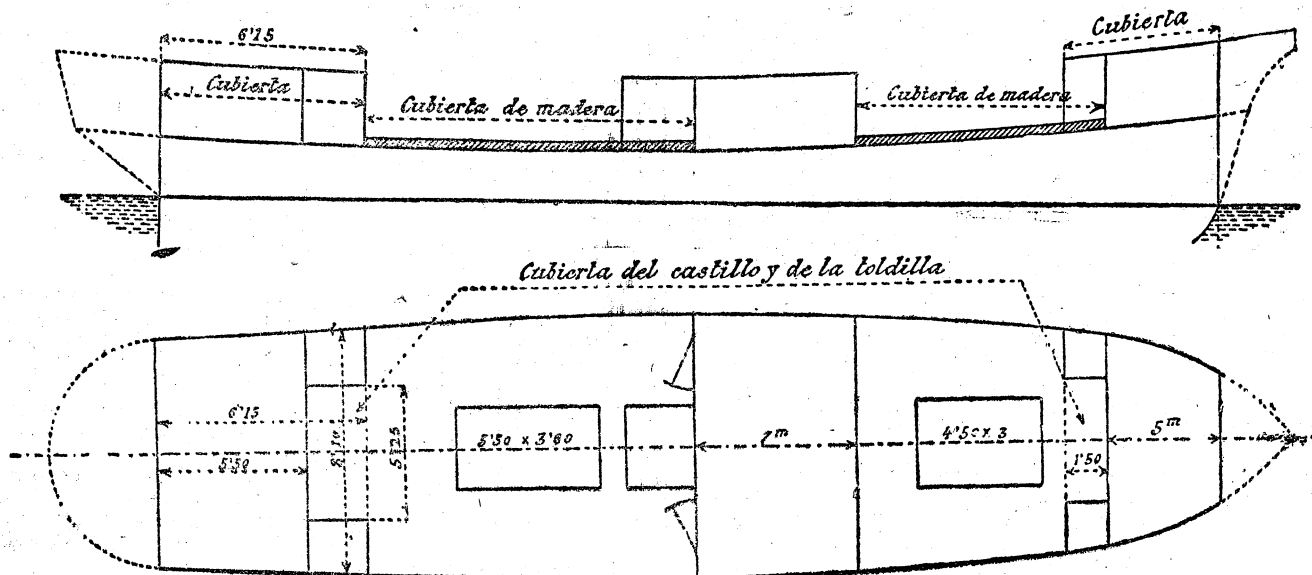 6'15
Cubierta
Cubierta
Cubierta de madera
Cubierta de madera
Cubierta del castillo y de la toldilla
6'15
5'50
8'10
5'25
5'50 x 3'60
7m
4'50 x 3
1'50
5m